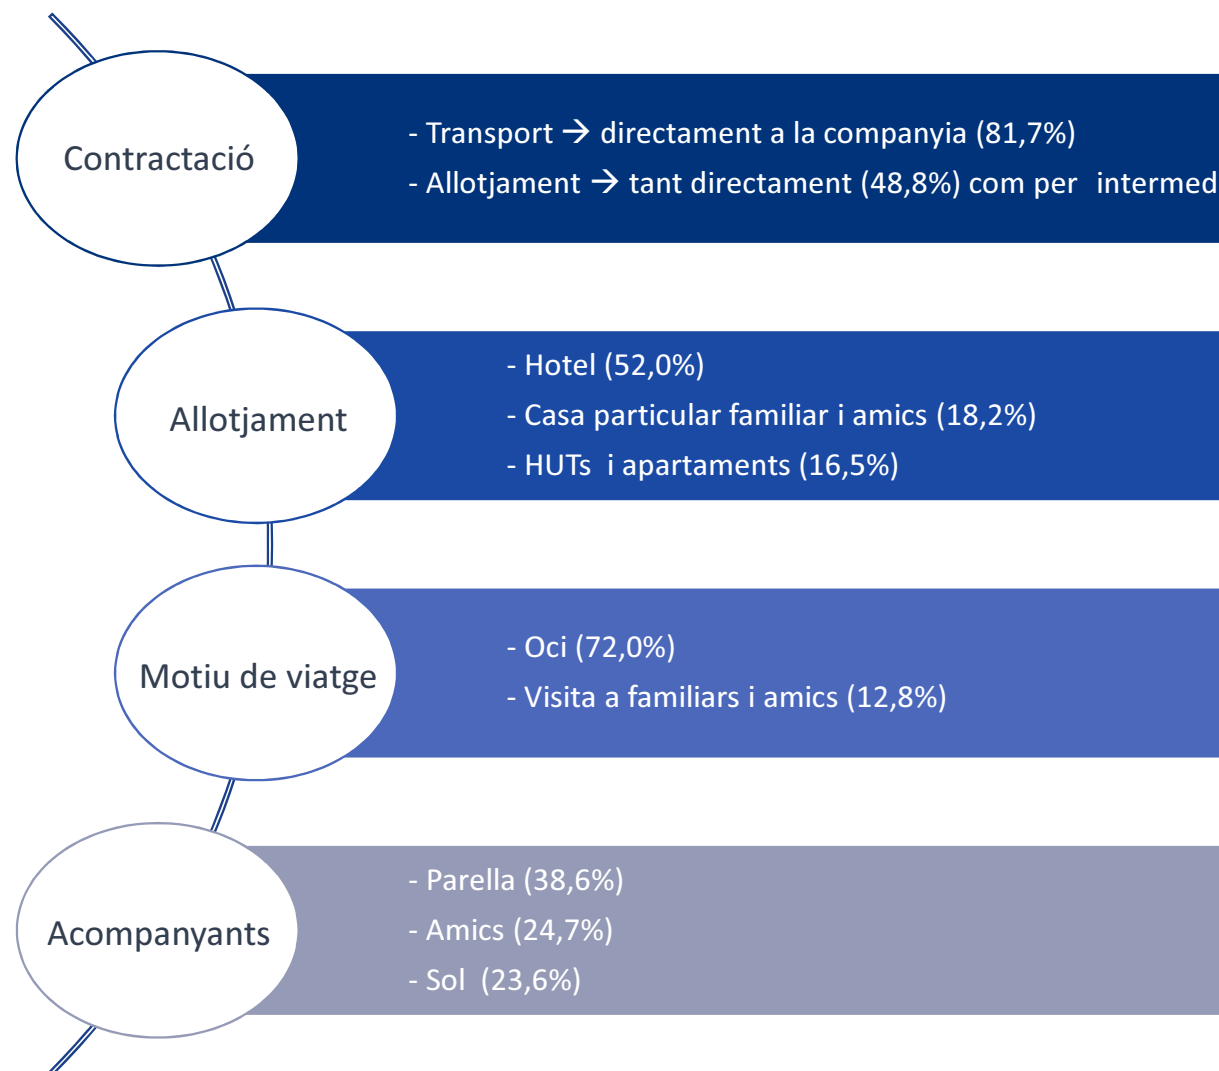 Contractació
- Transport → directament a la companyia (81,7%)
- Allotjament → tant directament (48,8%) com per intermed
Allotjament
- Hotel (52,0%)
- Casa particular familiar i amics (18,2%)
- HUTs i apartaments (16,5%)
Motiu de viatge
- Oci (72,0%)
- Visita a familiars i amics (12,8%)
Acompanyants
- Parella (38,6%)
- Amics (24,7%)
- Sol (23,6%)